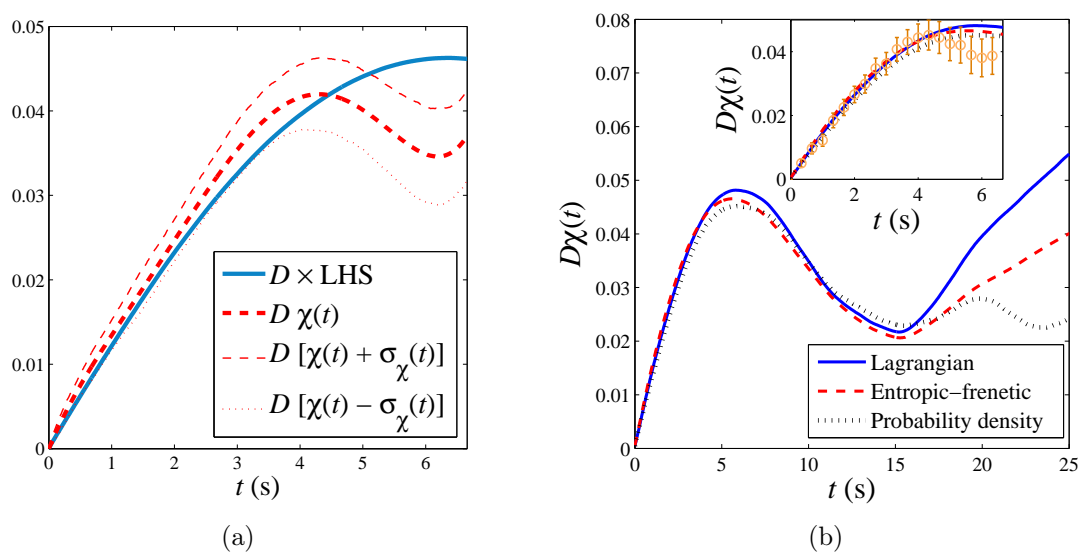 0.05
0.04
0.03
0.02
0.01
0
0 1 2 3 4 5 6
t (s)
D × LHS
D χ(t)
D [χ(t) + σχ(t)]
D [χ(t) − σχ(t)]
(a)
0.08
0.07
0.06
0.05
0.04
0.03
0.02
0.01
0.00
Dχ(t)
0 5 10 15 20 25
t (s)
0.04
0.02
0
Dχ(t)
0 2 4 6
t (s)
Lagrangian
Entropic−frenetic
Probability density
(b)